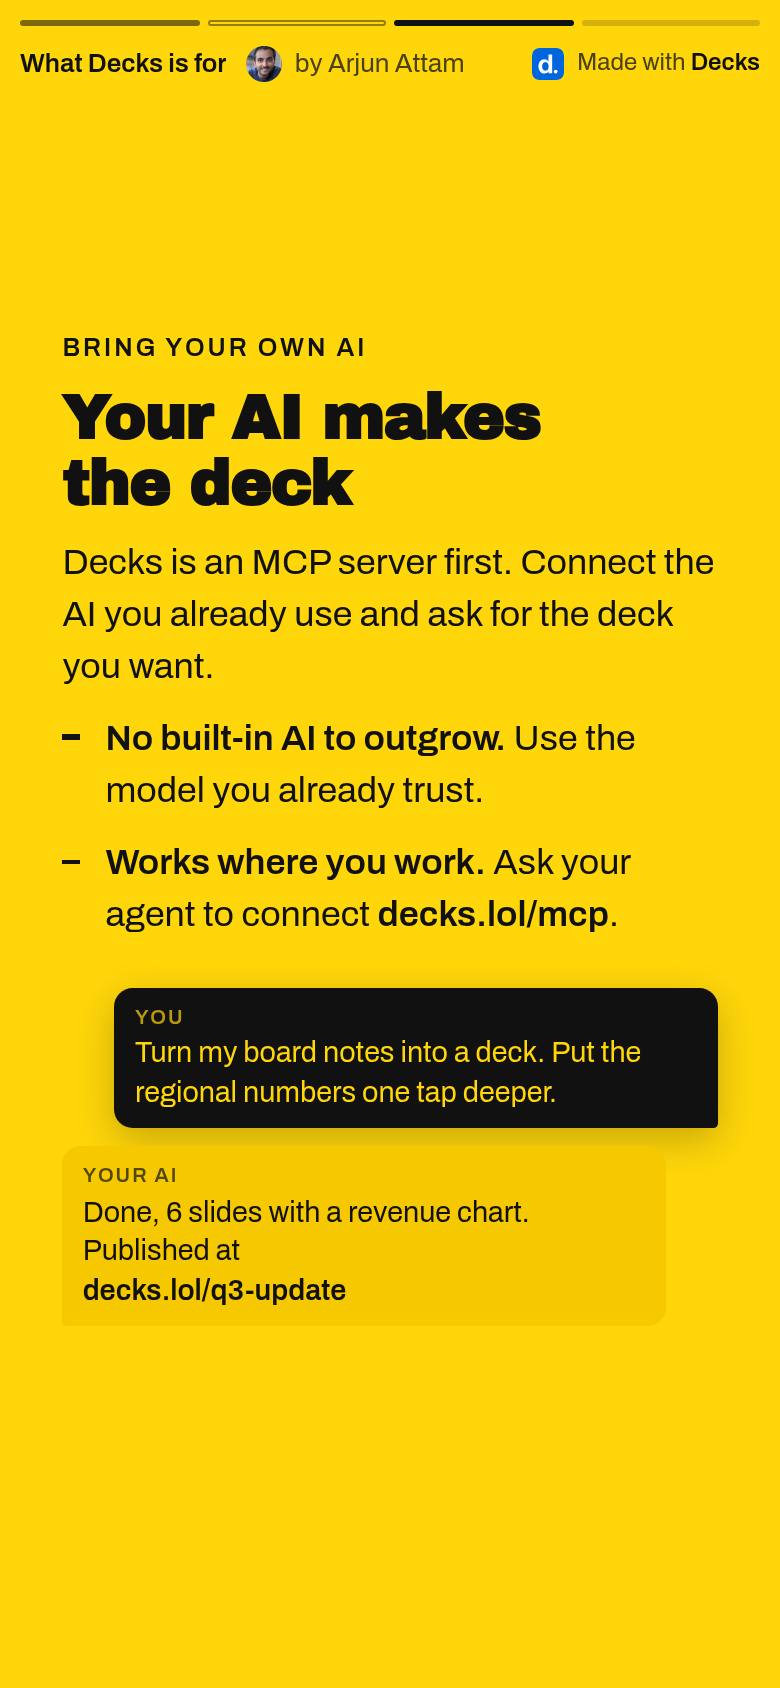 What Decks is for by Arjun Attam d. Made with Decks
BRING YOUR OWN AI
Your AI makes
the deck
Decks is an MCP server first. Connect the
AI you already use and ask for the deck
you want.
– No built-in AI to outgrow. Use the
model you already trust.
– Works where you work. Ask your
agent to connect decks.lol/mcp.
YOU
Turn my board notes into a deck. Put the
regional numbers one tap deeper.
YOUR AI
Done, 6 slides with a revenue chart.
Published at
decks.lol/q3-update